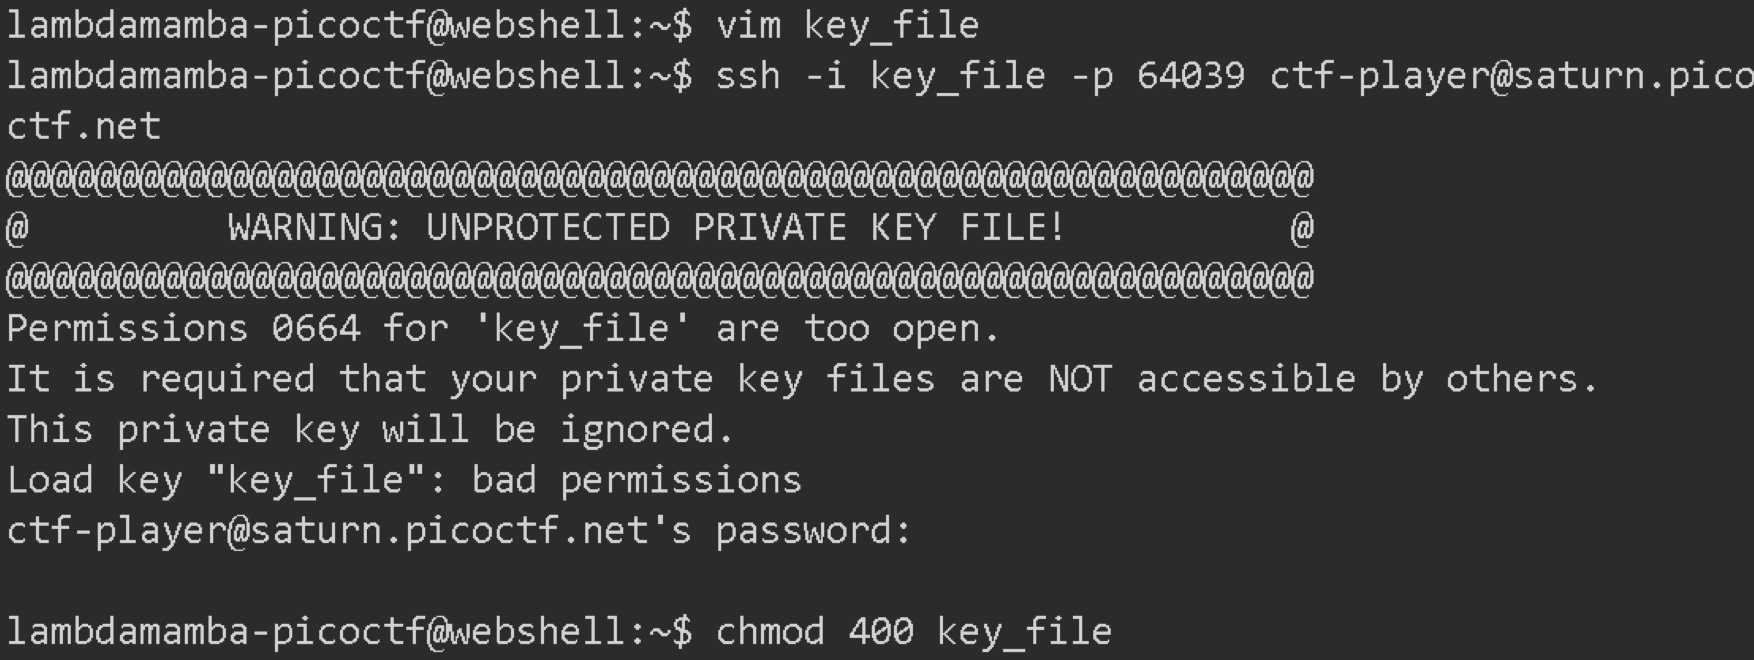 lambdamamba-picoctf@webshell:~$ vim key_file
lambdamamba-picoctf@webshell:~$ ssh -i key_file -p 64039 ctf-player@saturn.pico
ctf.net
@@@@@@@@@@@@@@@@@@@@@@@@@@@@@@@@@@@@@@@@@@@@@@@@@@@@@@@@@@@
@         WARNING: UNPROTECTED PRIVATE KEY FILE!          @
@@@@@@@@@@@@@@@@@@@@@@@@@@@@@@@@@@@@@@@@@@@@@@@@@@@@@@@@@@@
Permissions 0664 for 'key_file' are too open.
It is required that your private key files are NOT accessible by others.
This private key will be ignored.
Load key "key_file": bad permissions
ctf-player@saturn.picoctf.net's password:
lambdamamba-picoctf@webshell:~$ chmod 400 key_file